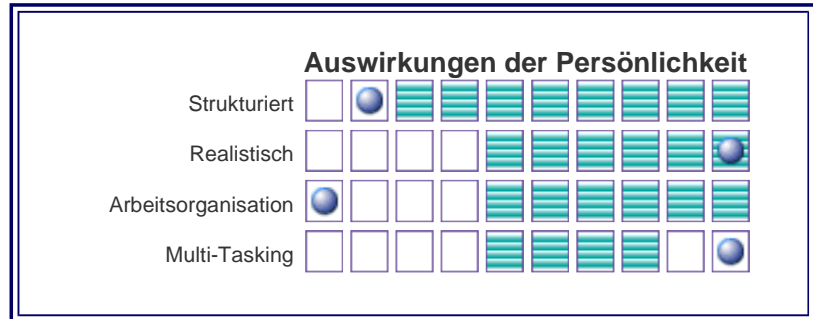 Auswirkungen der Persönlichkeit
Strukturiert
Realistisch
Arbeitsorganisation
Multi-Tasking